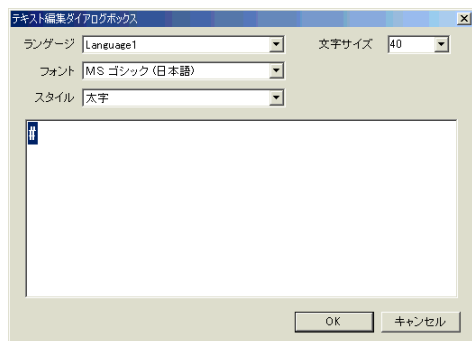 テキスト編集ダイアログボックス
ランゲージ Language1 文字サイズ 40
フォント MS ゴシック (日本語)
スタイル 太字
#
OK キャンセル